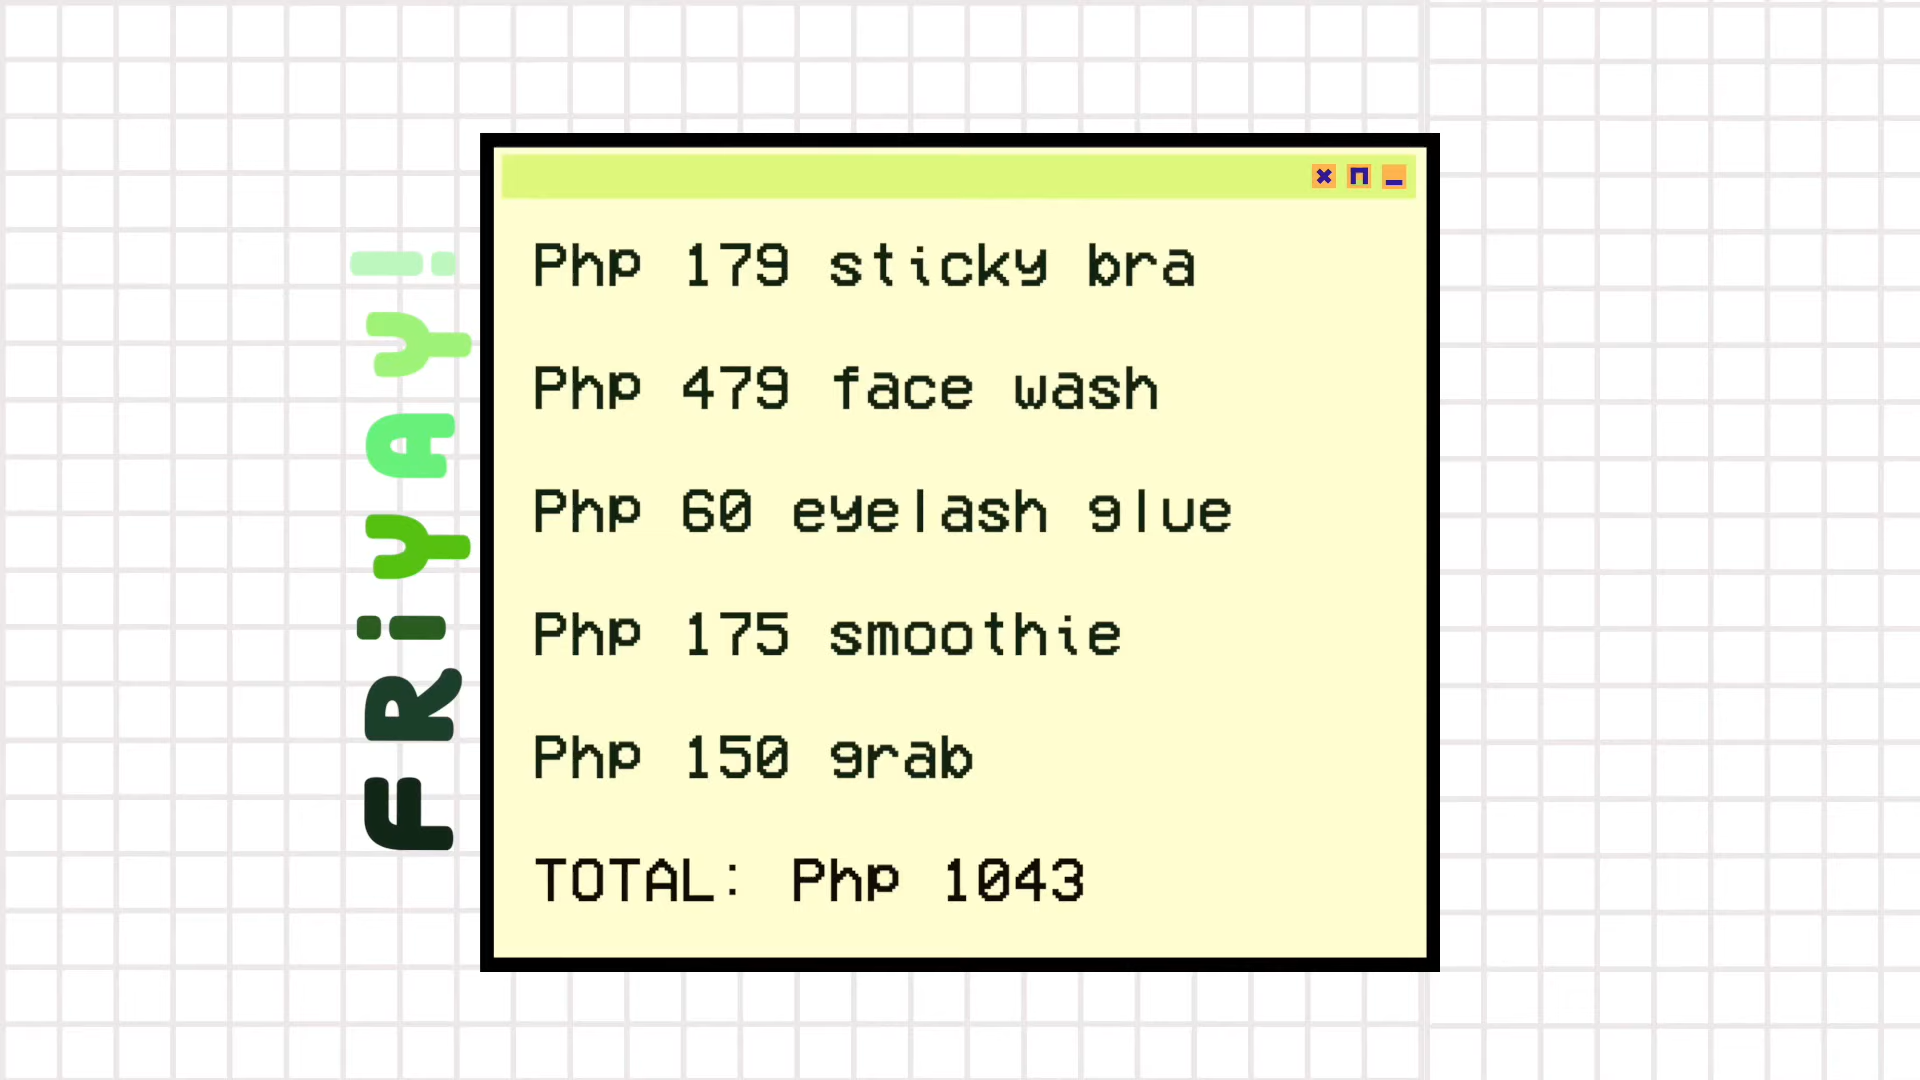 FRiYAY!
Php 179 sticky bra
Php 479 face wash
Php 60 eyelash glue
Php 175 smoothie
Php 150 grab
TOTAL: Php 1043